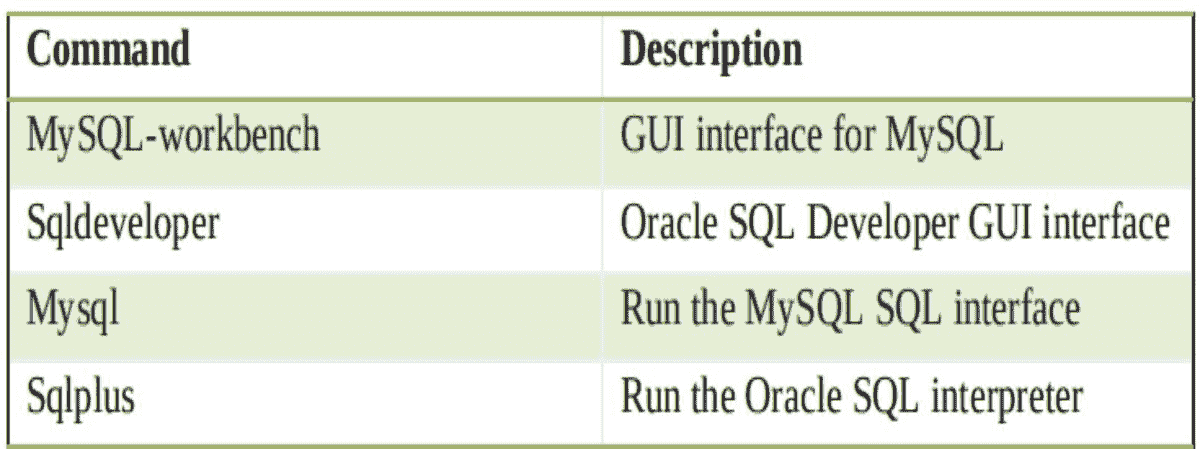 Command Description
MySQL-workbench GUI interface for MySQL
Sqldeveloper Oracle SQL Developer GUI interface
Mysql Run the MySQL SQL interface
Sqlplus Run the Oracle SQL interpreter